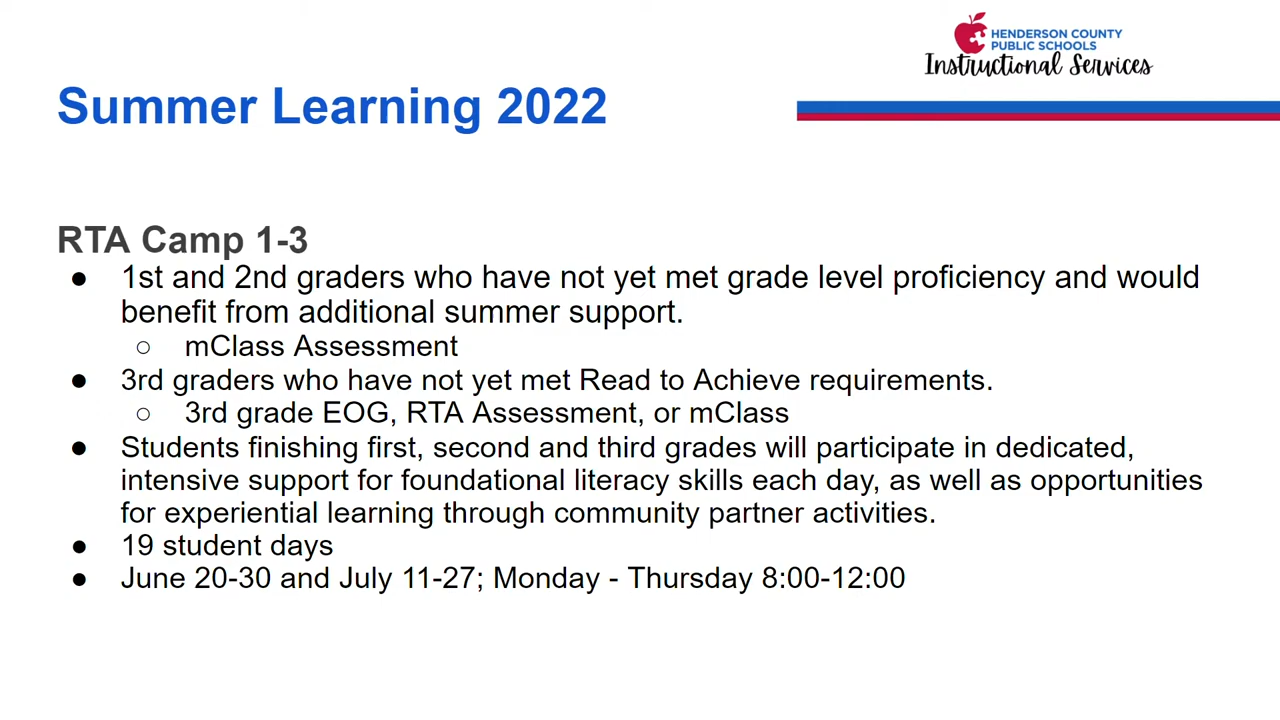 HENDERSON COUNTY
PUBLIC SCHOOLS
Instructional Services
Summer Learning 2022
RTA Camp 1-3
● 1st and 2nd graders who have not yet met grade level proficiency and would
benefit from additional summer support.
○ mClass Assessment
● 3rd graders who have not yet met Read to Achieve requirements.
○ 3rd grade EOG, RTA Assessment, or mClass
● Students finishing first, second and third grades will participate in dedicated,
intensive support for foundational literacy skills each day, as well as opportunities
for experiential learning through community partner activities.
● 19 student days
● June 20-30 and July 11-27; Monday - Thursday 8:00-12:00